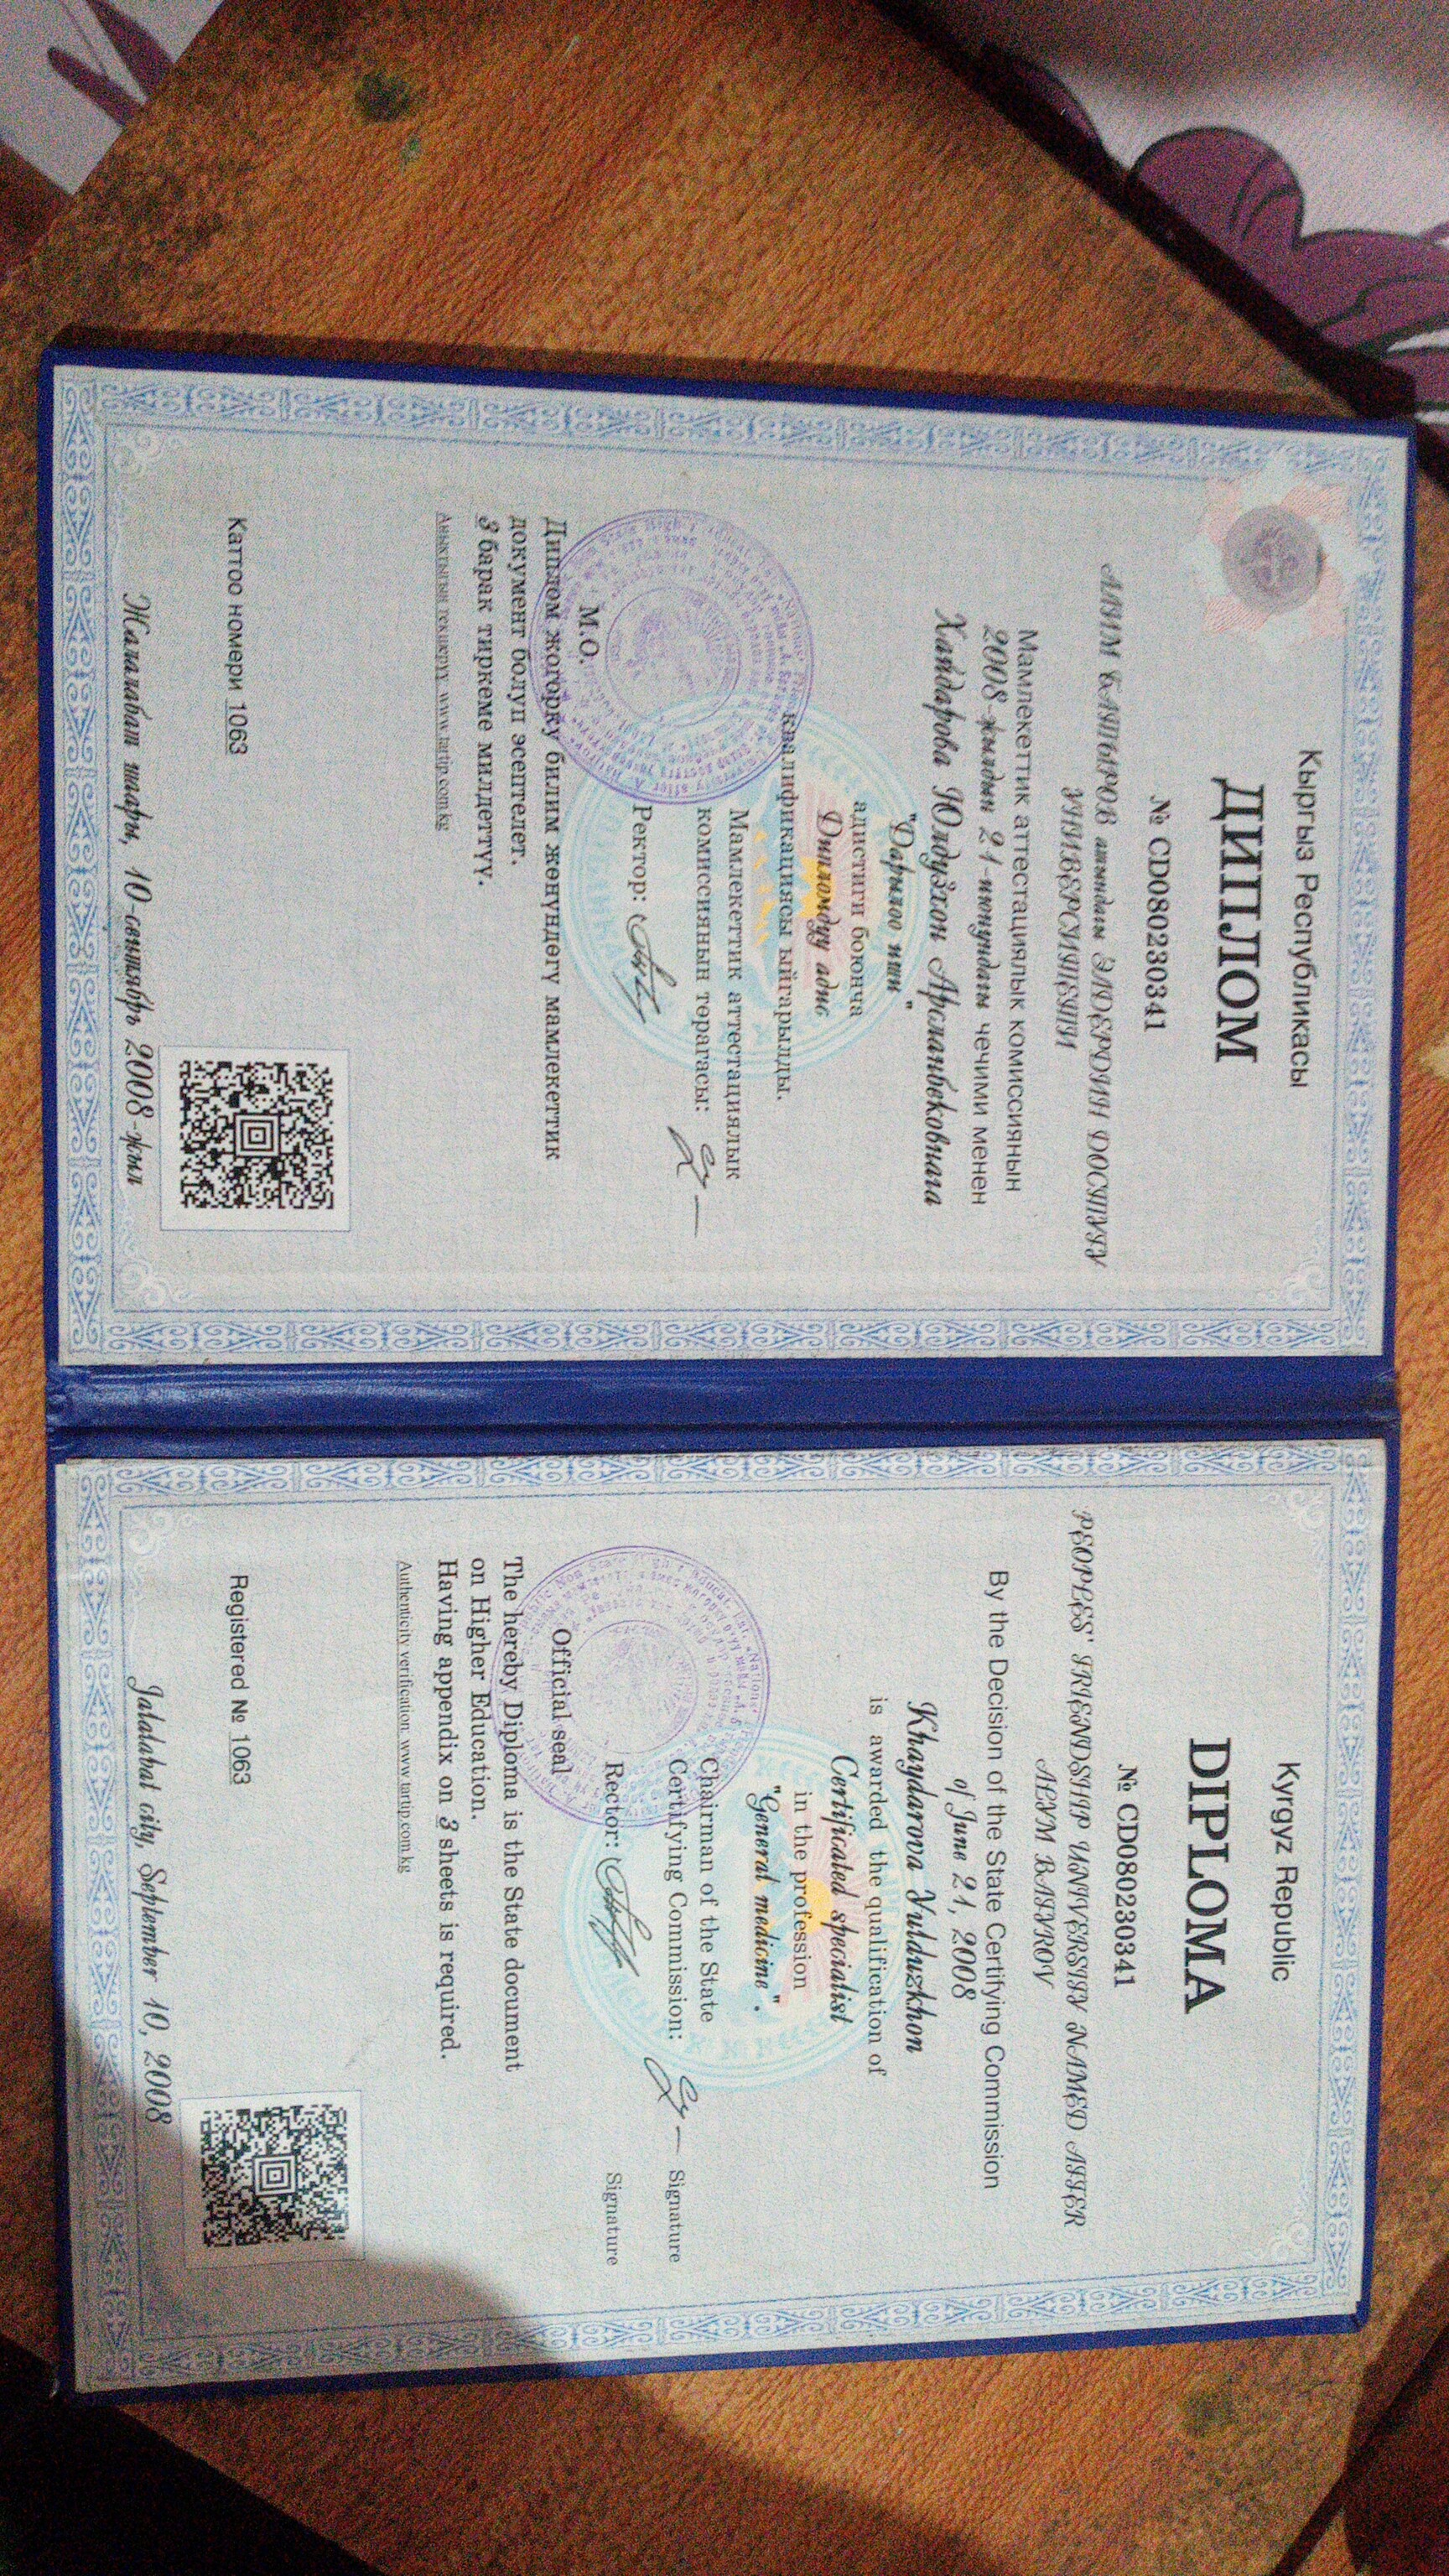 Кыргыз Республикасы
ДИПЛОМ
№ CD080230341
АЛИМ БАТЫРОВ атындагы ЭЛДЕРДИН ДОСТУГУ
УНИВЕРСИТЕТИ
Мамлекеттик аттестациялык комиссиянын
2008-жылдын 21-июнундагы чечими менен
Хайдарова Юлдузхон Арсланбековнага
"Дарылоо иши"
адистиги боюнча
Дипломдуу адис
квалификациясы ыйгарылды.
Мамлекеттик аттестациялык
комиссиянын төрагасы:
Ректор:
М.О.
Диплом жогорку билим жөнүндөгү мамлекеттик
документ болуп эсептелет.
3 барак тиркеме милдеттүү.
Аныктыгын текшерүү: www.tartip.com.kg
Каттоо номери 1063
Жалалабат шаары, 10-сентябрь 2008-жыл
Kyrgyz Republic
DIPLOMA
№ CD080230341
PEOPLES' FRIENDSHIP UNIVERSITY NAMED AFTER
ALYM BATYROV
By the Decision of the State Certifying Commission
of June 21, 2008
Khaydarova Yulduzkhon
is awarded the qualification of
Certificated specialist
in the profession
"General medicine".
Chairman of the State
Certifying Commission: Signature
Rector: Signature
Official seal
The hereby Diploma is the State document
on Higher Education.
Having appendix on 3 sheets is required.
Authenticity verification: www.tartip.com.kg
Registered № 1063
Jalalabat city, September 10, 2008